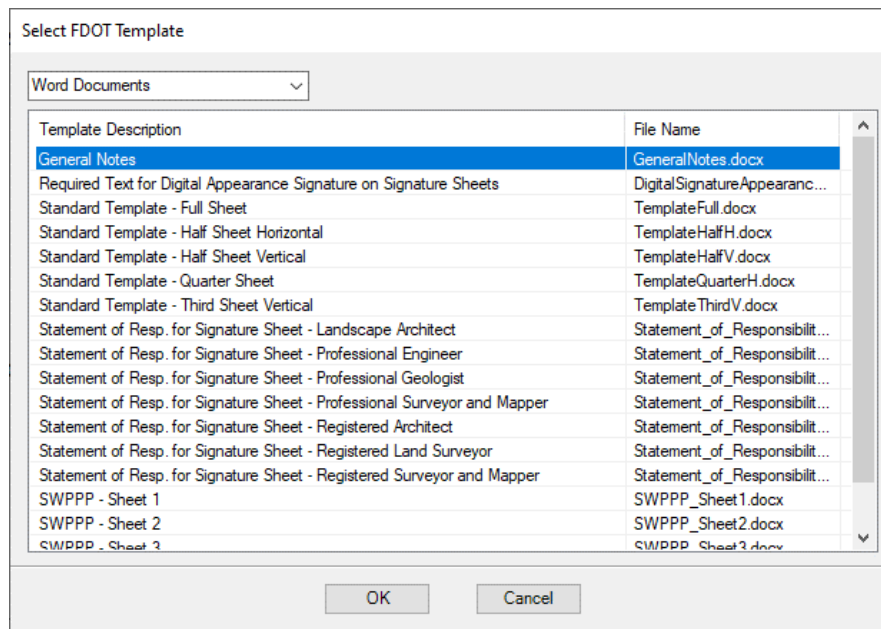 Select FDOT Template
Word Documents
Template Description File Name
General Notes GeneralNotes.docx
Required Text for Digital Appearance Signature on Signature Sheets DigitalSignatureAppearanc...
Standard Template - Full Sheet TemplateFull.docx
Standard Template - Half Sheet Horizontal TemplateHalfH.docx
Standard Template - Half Sheet Vertical TemplateHalfV.docx
Standard Template - Quarter Sheet TemplateQuarterH.docx
Standard Template - Third Sheet Vertical TemplateThirdV.docx
Statement of Resp. for Signature Sheet - Landscape Architect Statement_of_Responsibilit...
Statement of Resp. for Signature Sheet - Professional Engineer Statement_of_Responsibilit...
Statement of Resp. for Signature Sheet - Professional Geologist Statement_of_Responsibilit...
Statement of Resp. for Signature Sheet - Professional Surveyor and Mapper Statement_of_Responsibilit...
Statement of Resp. for Signature Sheet - Registered Architect Statement_of_Responsibilit...
Statement of Resp. for Signature Sheet - Registered Land Surveyor Statement_of_Responsibilit...
Statement of Resp. for Signature Sheet - Registered Surveyor and Mapper Statement_of_Responsibilit...
SWPPP - Sheet 1 SWPPP_Sheet1.docx
SWPPP - Sheet 2 SWPPP_Sheet2.docx
SWPPP - Sheet 3 SWPPP_Sheet3.docx
OK Cancel